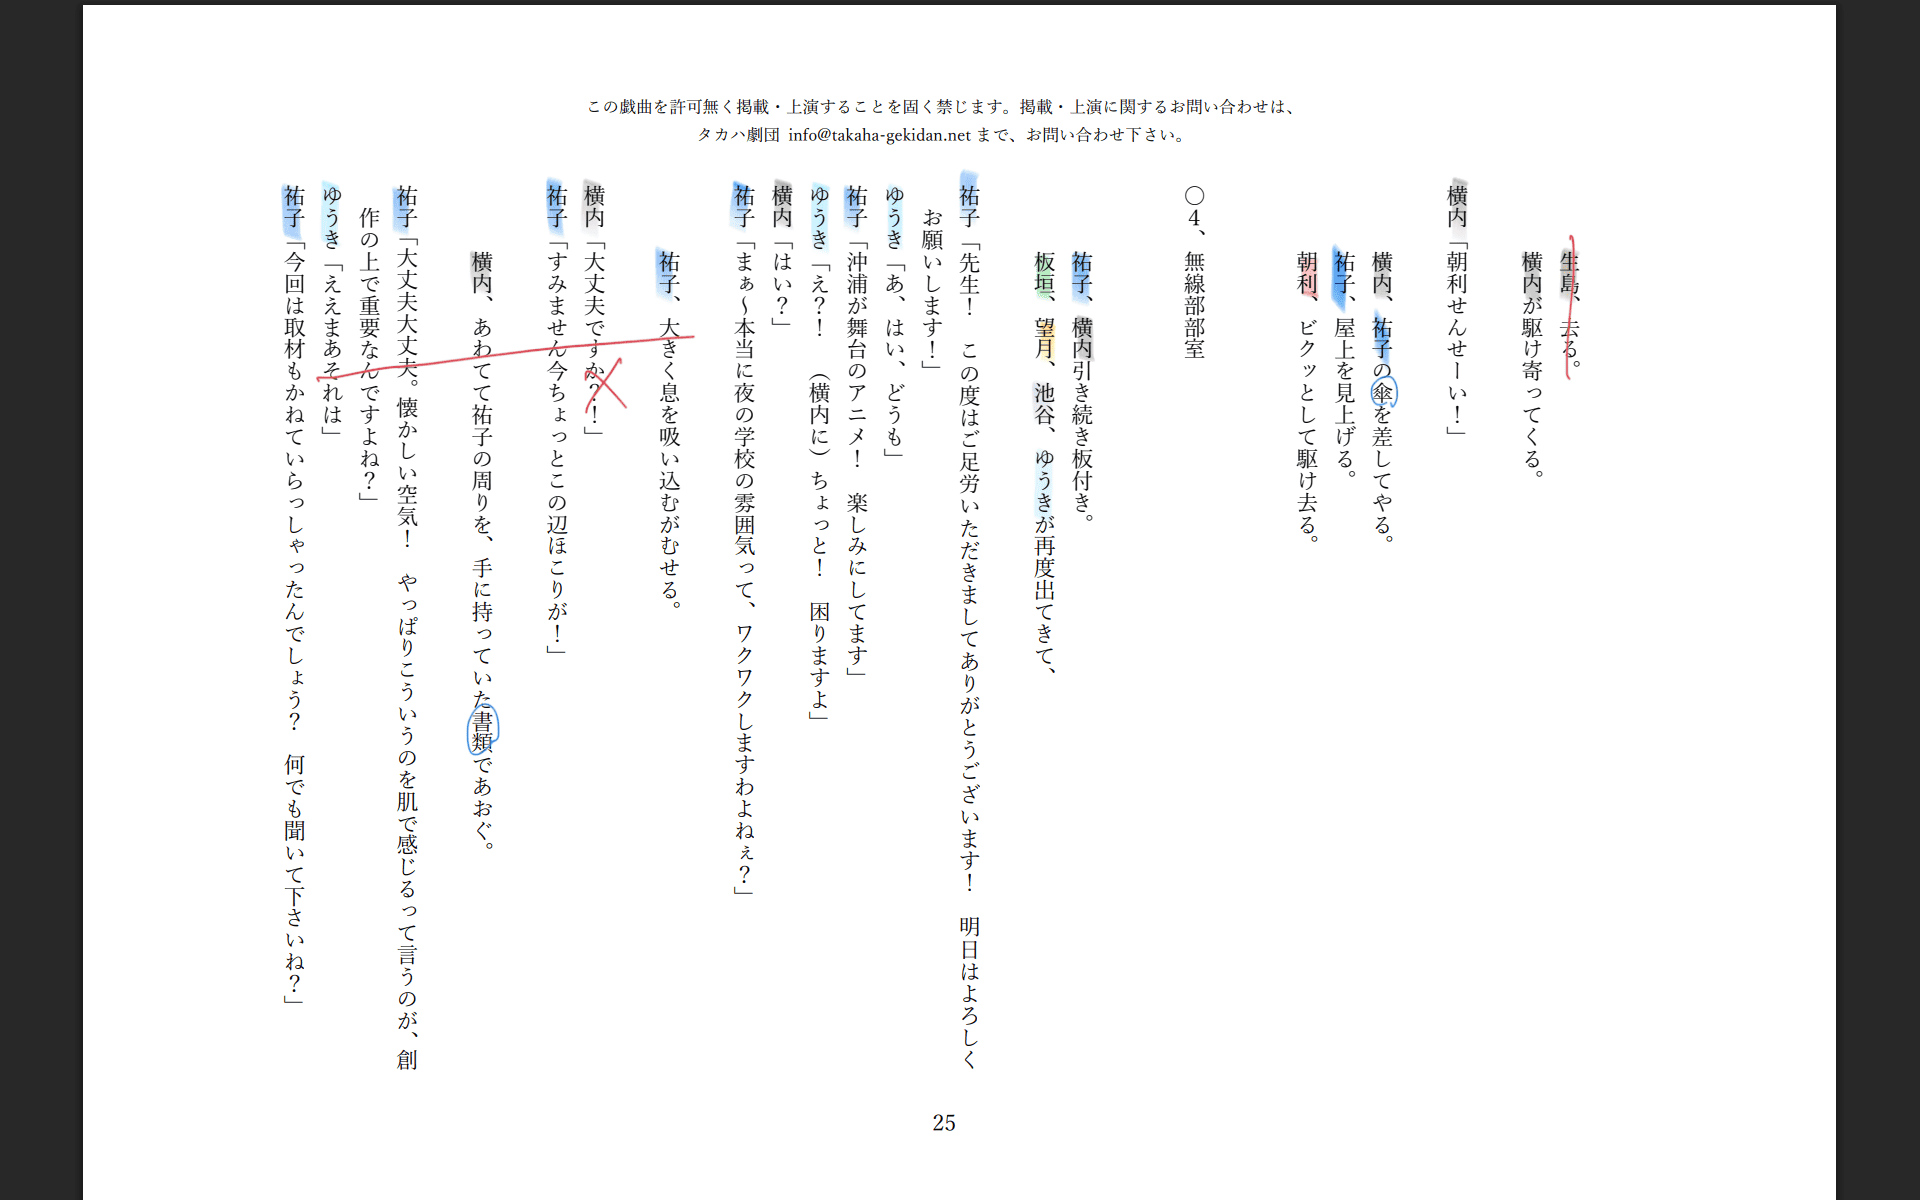 この戯曲を許可無く掲載・上演することを固く禁じます。掲載・上演に関するお問い合わせは、
タカハ劇団 info@takaha-gekidan.net まで、お問い合わせ下さい。
生島、去る。
横内が駆け寄ってくる。
横内「朝利せんせーい！」
横内、祐子の傘を差してやる。
祐子、屋上を見上げる。
朝利、ビクッとして駆け去る。
〇４、無線部部室
祐子、横内引き続き板付き。
板垣、望月、池谷、ゆうきが再度出てきて、
祐子「先生！　この度はご足労いただきましてありがとうございます！　明日はよろしく
お願いします！」
ゆうき「あ、はい、どうも」
祐子「沖浦が舞台のアニメ！　楽しみにしてます」
ゆうき「え？！　（横内に）ちょっと！　困りますよ」
横内「はい？」
祐子「まぁ〜本当に夜の学校の雰囲気って、ワクワクしますわよねぇ？」
祐子、大きく息を吸い込むがむせる。
横内「大丈夫ですか？！」
祐子「すみません今ちょっとこの辺ほこりが！」
横内、あわてて祐子の周りを、手に持っていた書類であおぐ。
祐子「大丈夫大丈夫。懐かしい空気！　やっぱりこういうのを肌で感じるって言うのが、創
作の上で重要なんですよね？」
ゆうき「ええまあそれは」
祐子「今回は取材もかねていらっしゃったんでしょう？　何でも聞いて下さいね？」
25